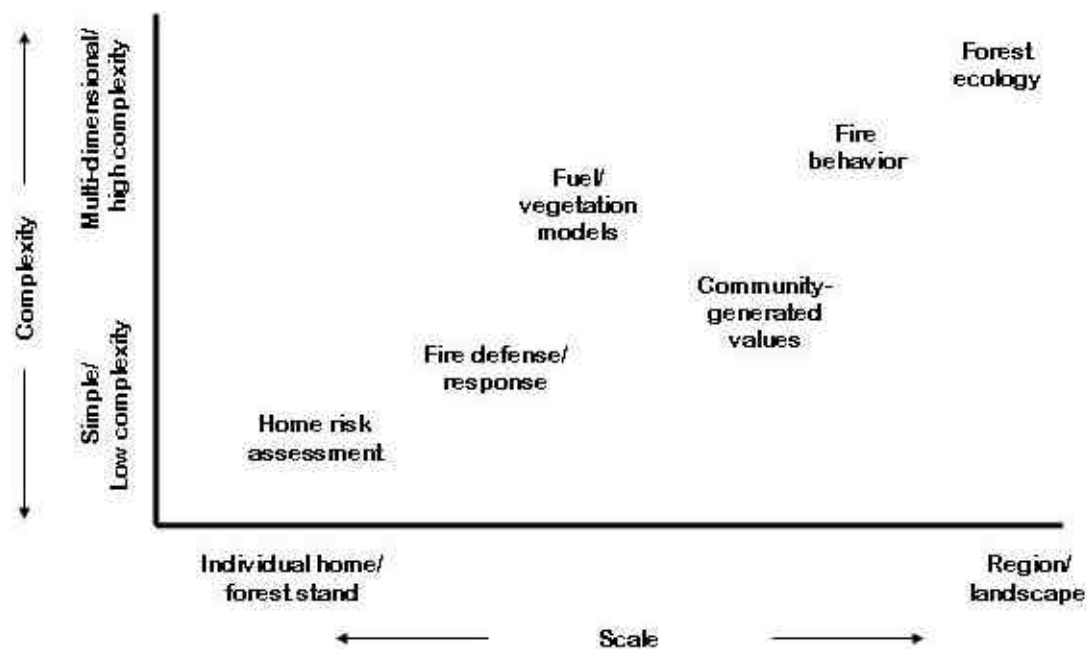 Complexity
Multi-dimensional/
high complexity
Simple/
Low complexity
Forest
ecology
Fire
behavior
Fuel/
vegetation
models
Community-
generated
values
Fire defense/
response
Home risk
assessment
Individual home/
forest stand
Region/
landscape
Scale